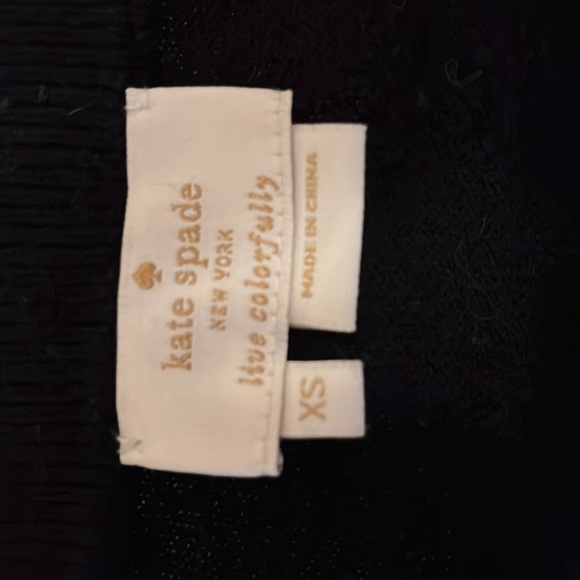 kate spade
NEW YORK
live colorfully
XS
MADE IN CHINA